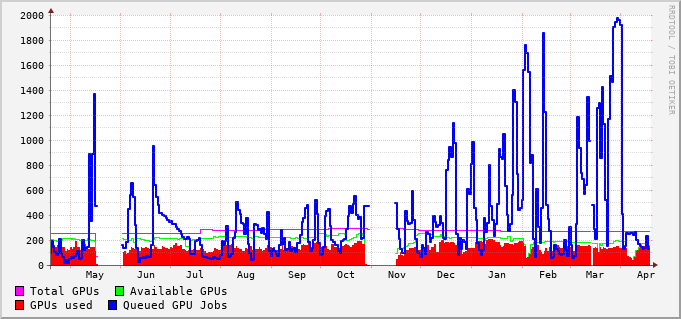 2000
1800
1600
1400
1200
1000
800
600
400
200
0
May Jun Jul Aug Sep Oct Nov Dec Jan Feb Mar Apr
Total GPUs Available GPUs
GPUs used Queued GPU Jobs
RRDTOOL / TOBI OETIKER